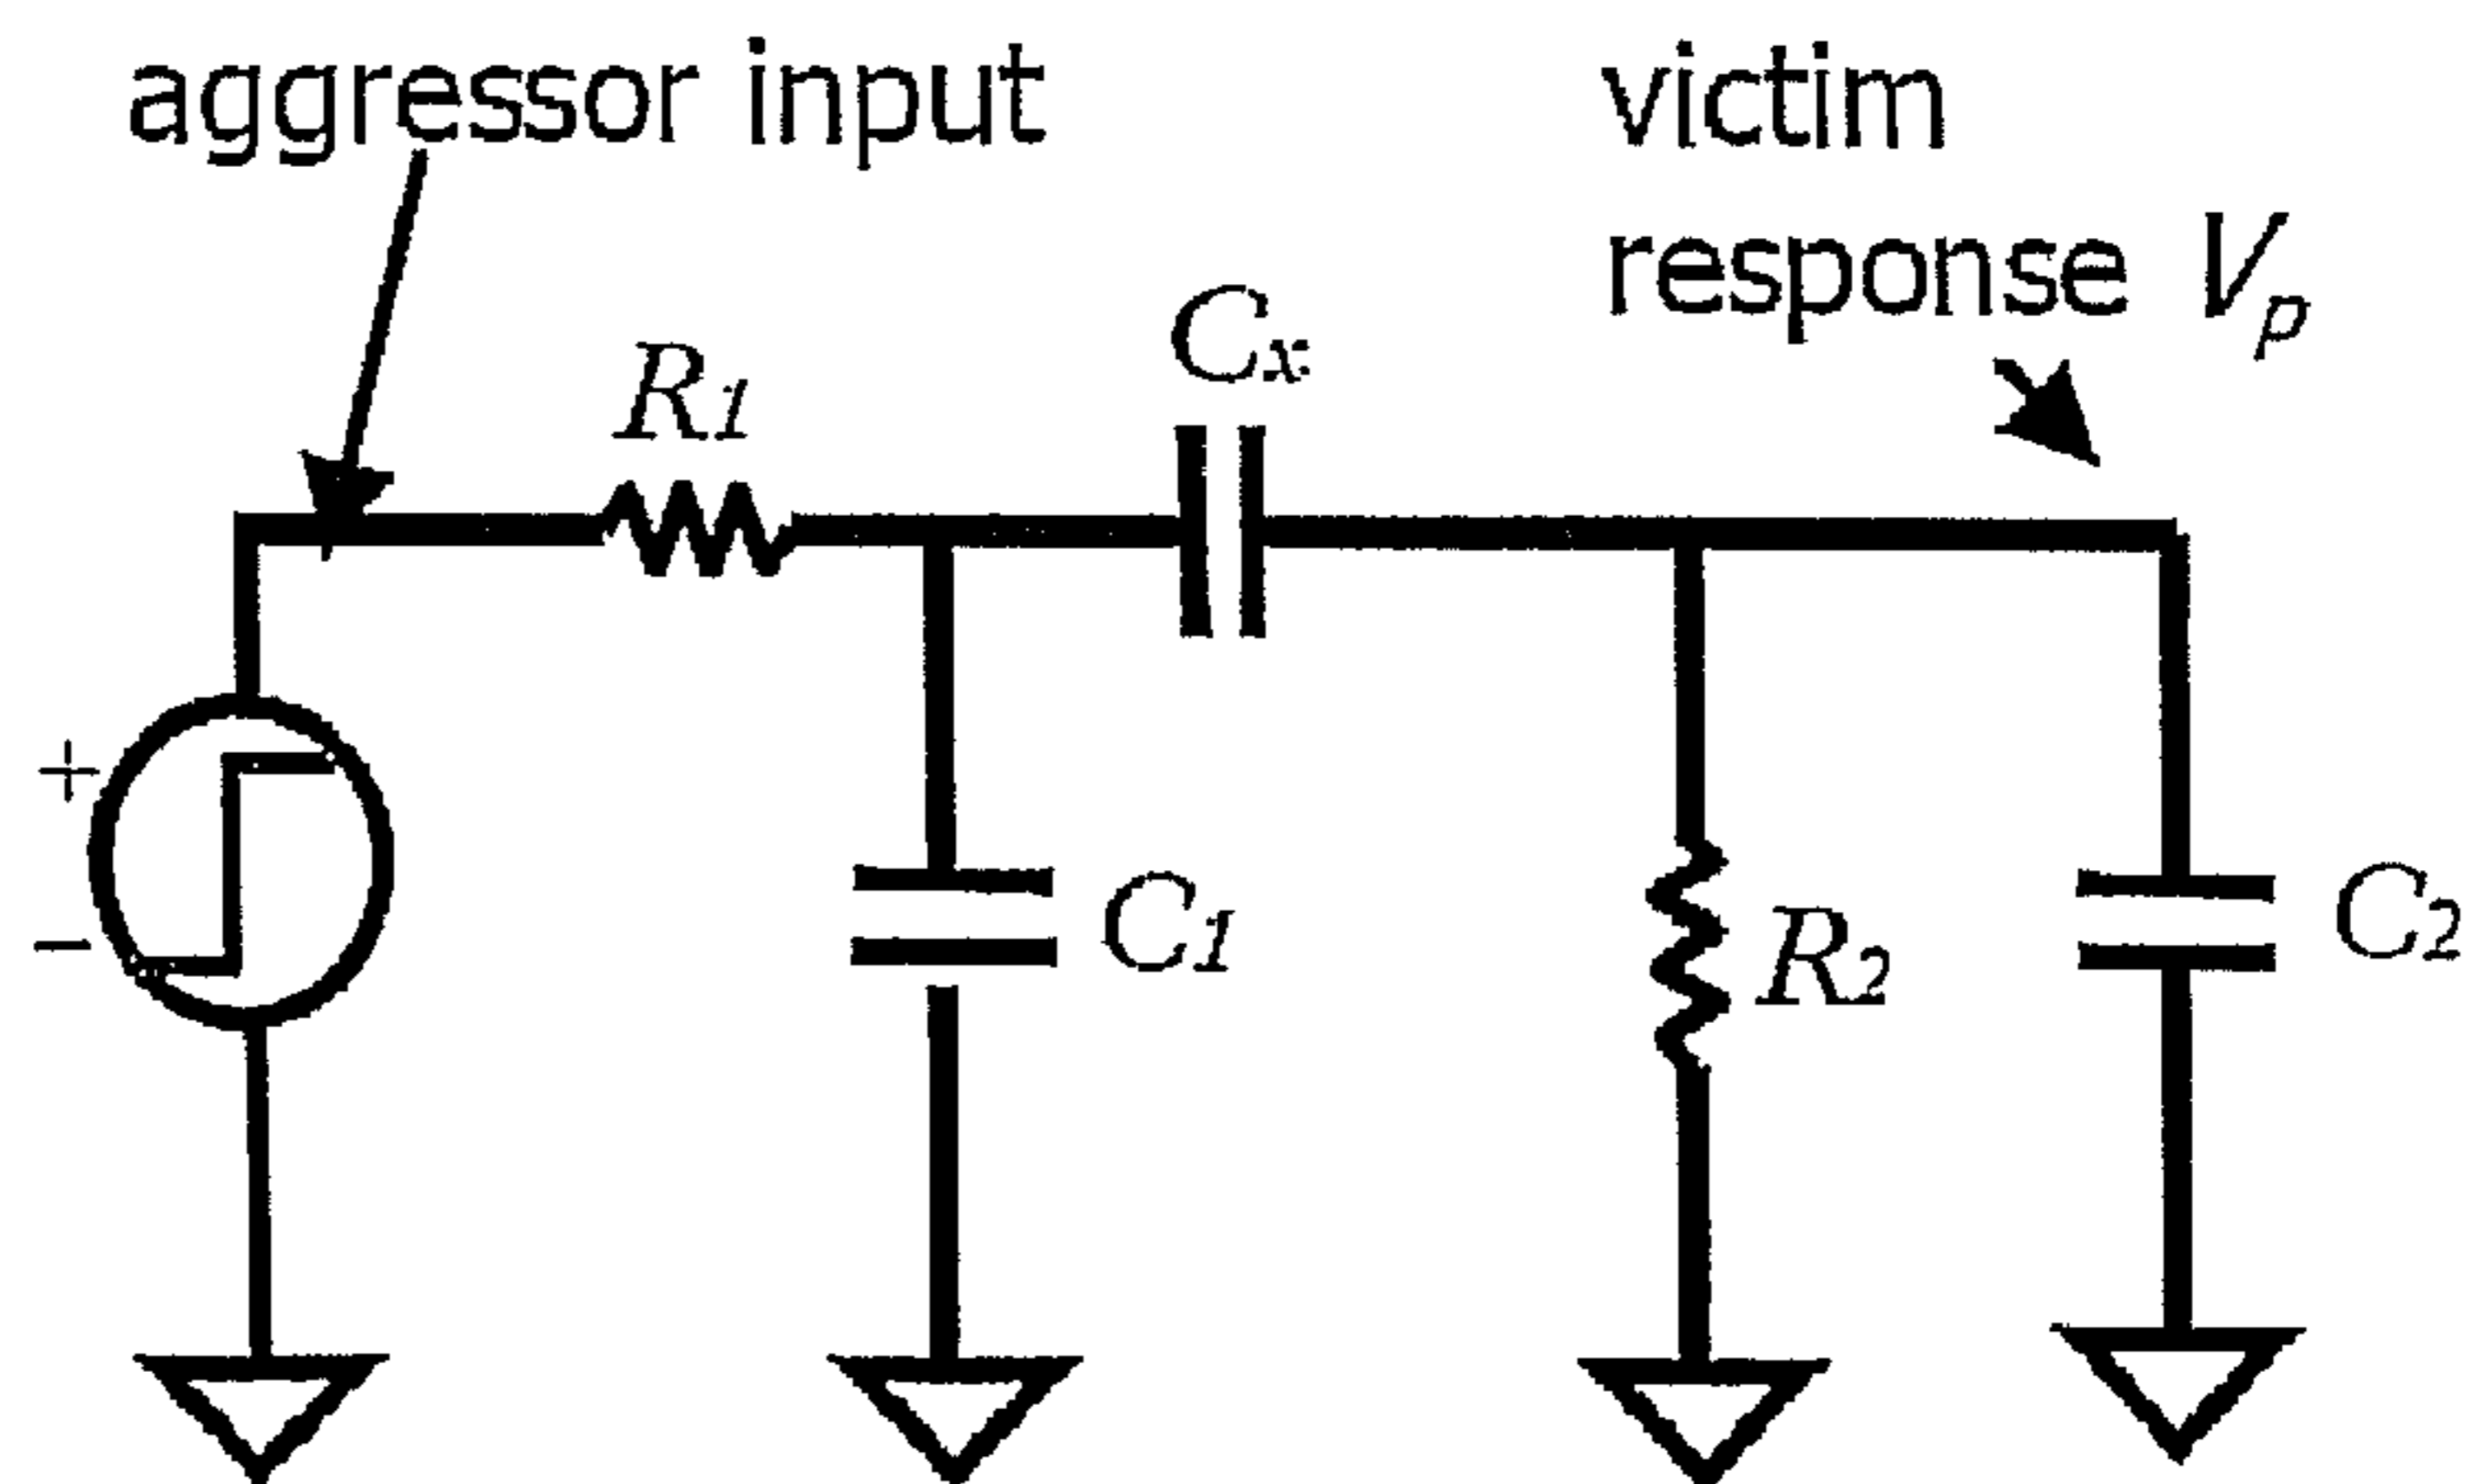 aggressor input
victim
response Vp
R1
Cx
+
−
C1
R2
C2